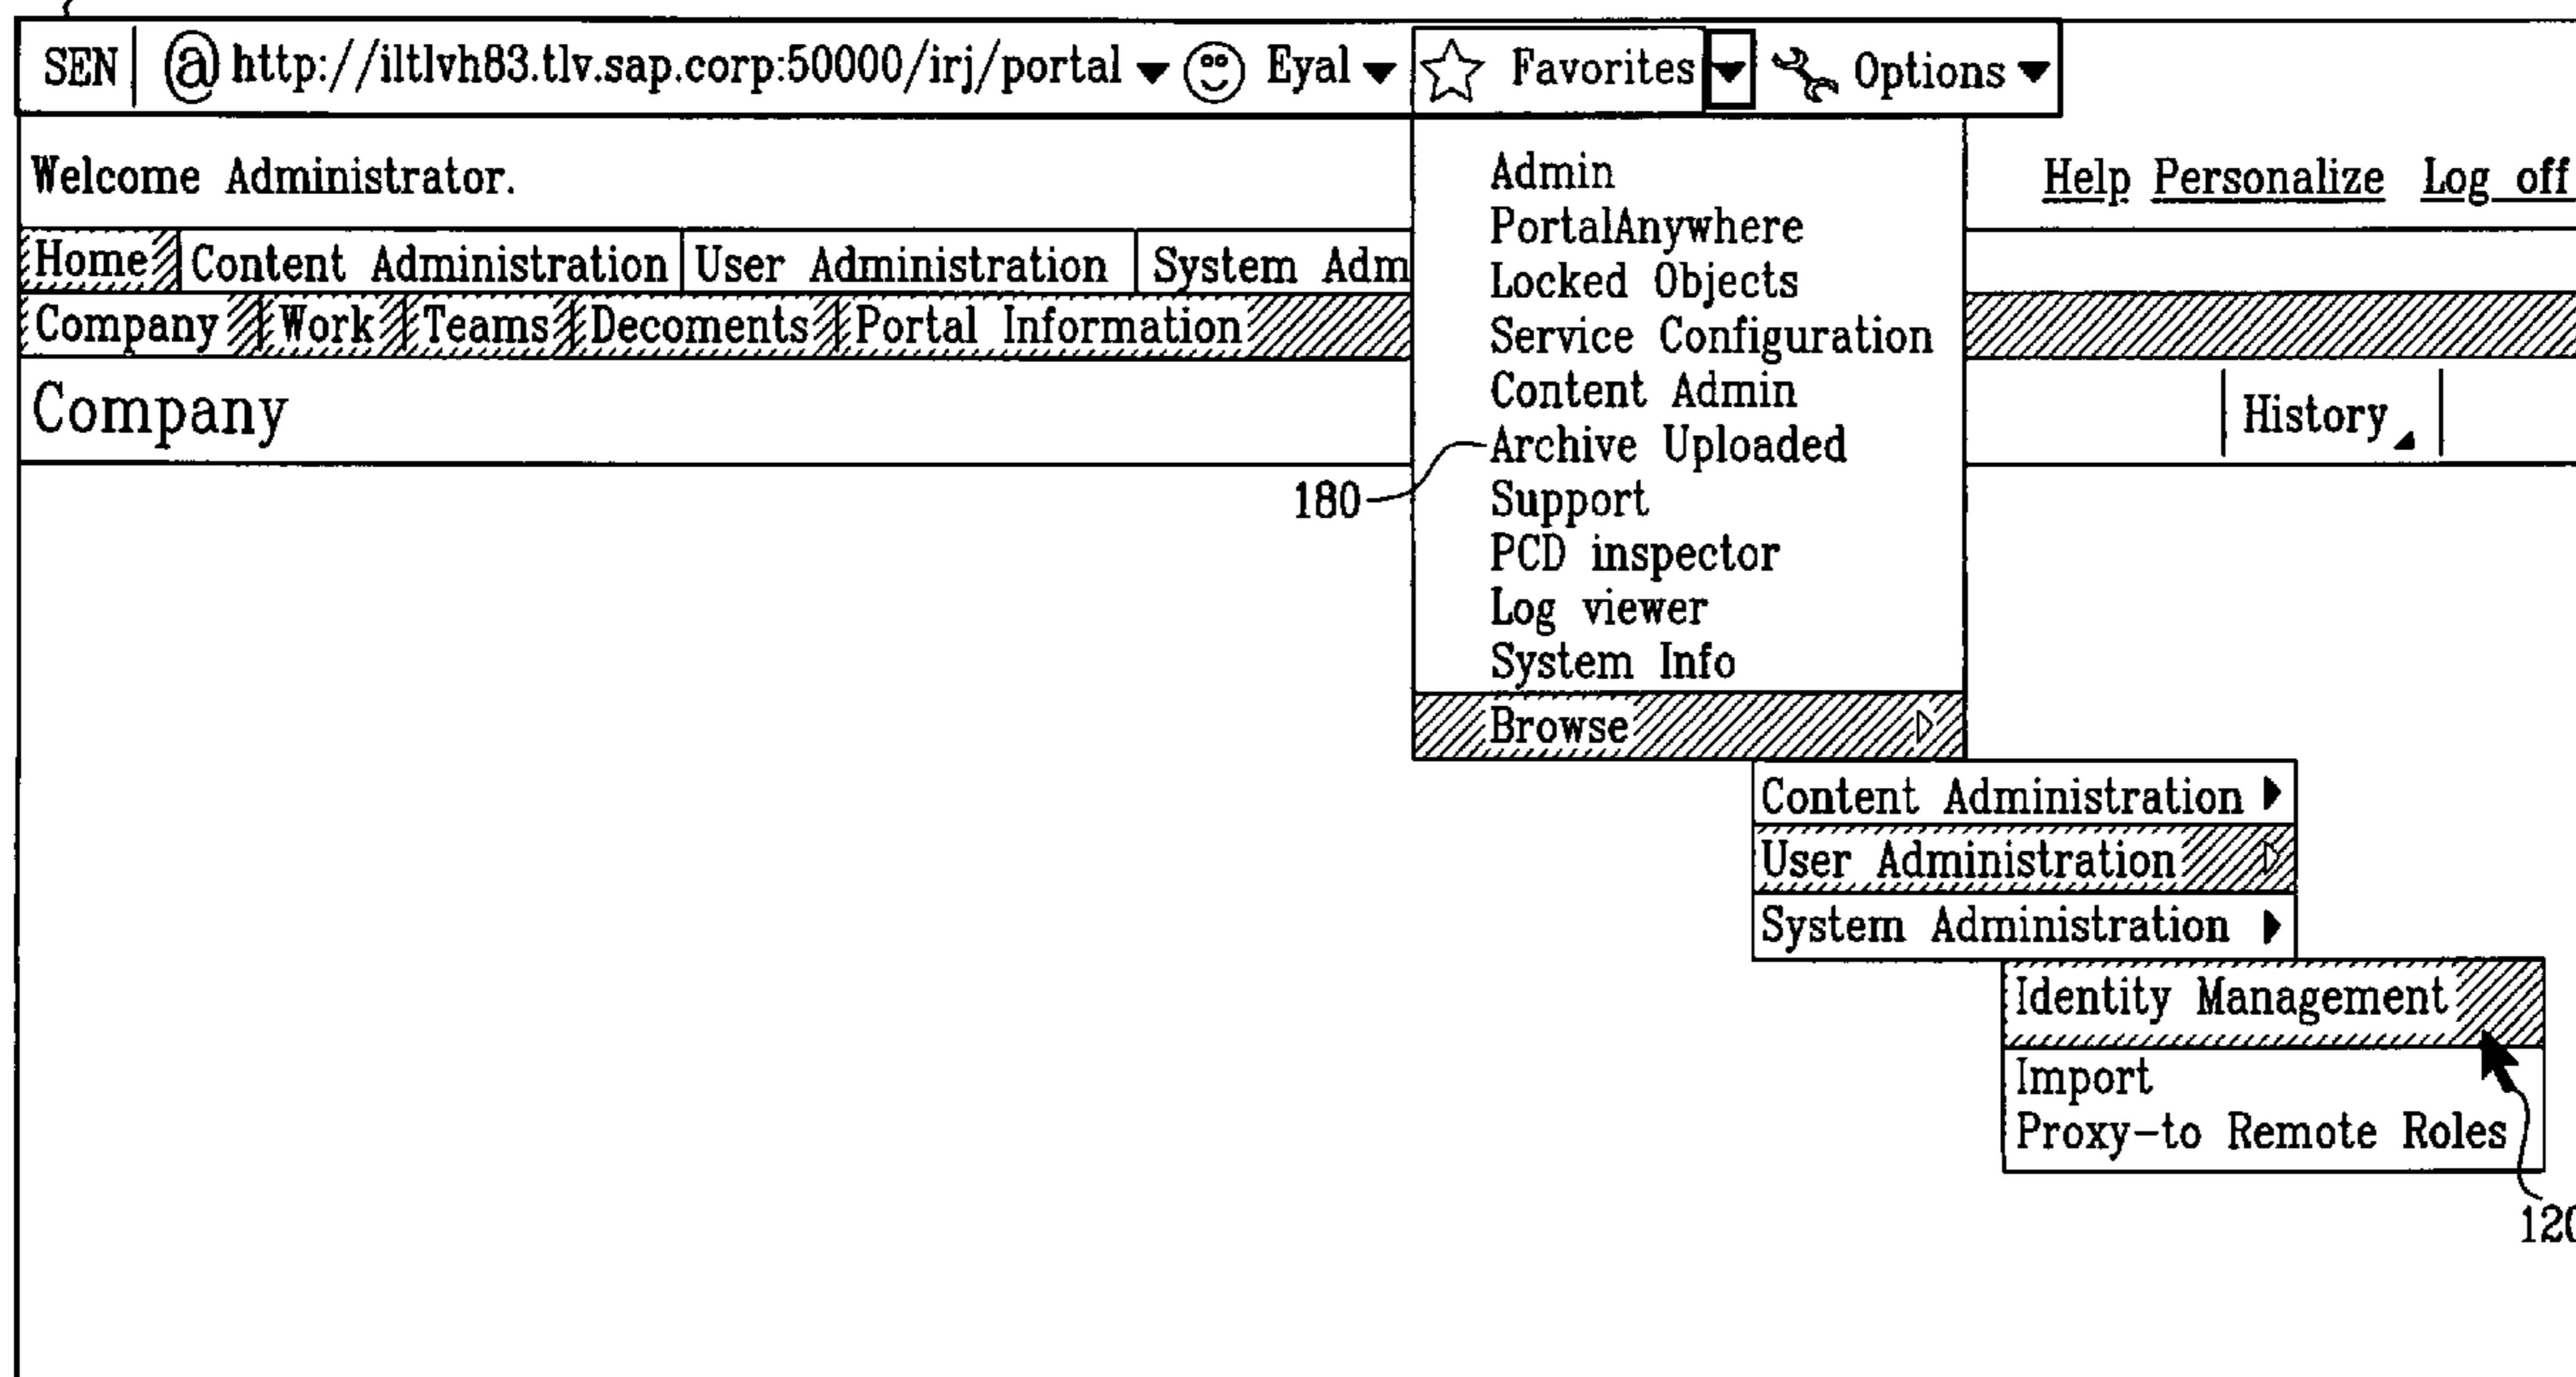 SEN @ http://iltlvh83.tlv.sap.corp:50000/irj/portal Eyal Favorites Options
Welcome Administrator.
Help Personalize Log off
Home Content Administration User Administration System Adm
Company Work Teams Decoments Portal Information
Company
History
Admin
PortalAnywhere
Locked Objects
Service Configuration
Content Admin
Archive Uploaded
180
Support
PCD inspector
Log viewer
System Info
Browse
Content Administration
User Administration
System Administration
Identity Management
Import
Proxy-to Remote Roles
120